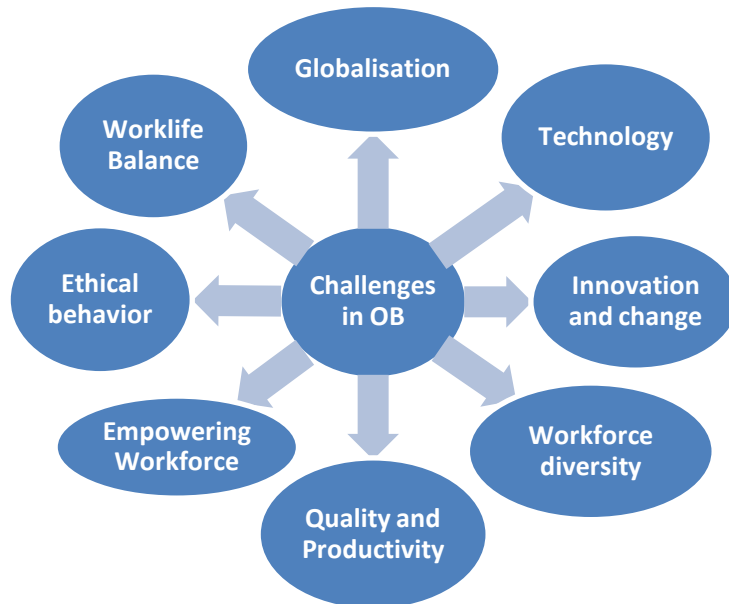 Globalisation
Technology
Innovation
and change
Workforce
diversity
Quality and
Productivity
Empowering
Workforce
Ethical
behavior
Worklife
Balance
Challenges
in OB